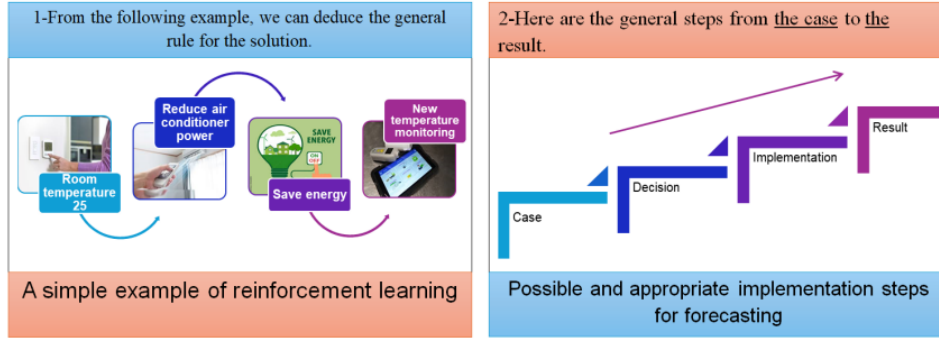 1-From the following example, we can deduce the general
rule for the solution.
Room
temperature
25
Reduce air
conditioner
power
SAVE
ENERGY
ON
OFF
Save energy
New
temperature
monitoring
A simple example of reinforcement learning
2-Here are the general steps from the case to the
result.
Case
Decision
Implementation
Result
Possible and appropriate implementation steps
for forecasting